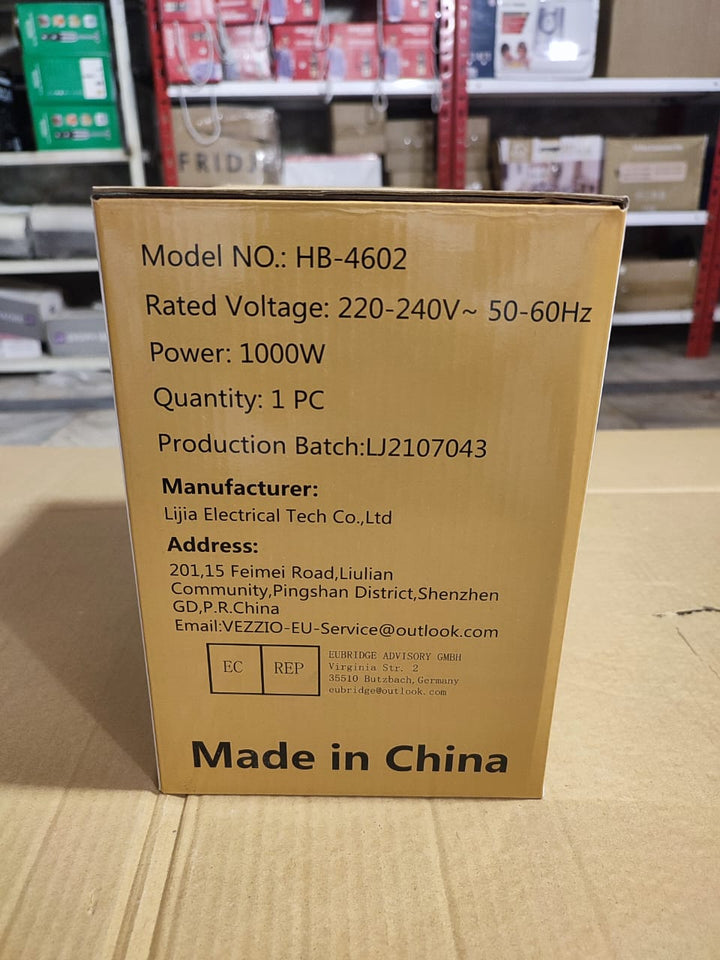 FRIDJ
Model NO.: HB-4602
Rated Voltage: 220-240V~ 50-60Hz
Power: 1000W
Quantity: 1 PC
Production Batch:LJ2107043
Manufacturer:
Lijia Electrical Tech Co.,Ltd
Address:
201,15 Feimei Road,Liulian
Community,Pingshan District,Shenzhen
GD,P.R.China
Email:VEZZIO-EU-Service@outlook.com
EC REP
EUBRIDGE ADVISORY GMBH
Virginia Str. 2
35510 Butzbach,Germany
eubridge@outlook.com
Made in China